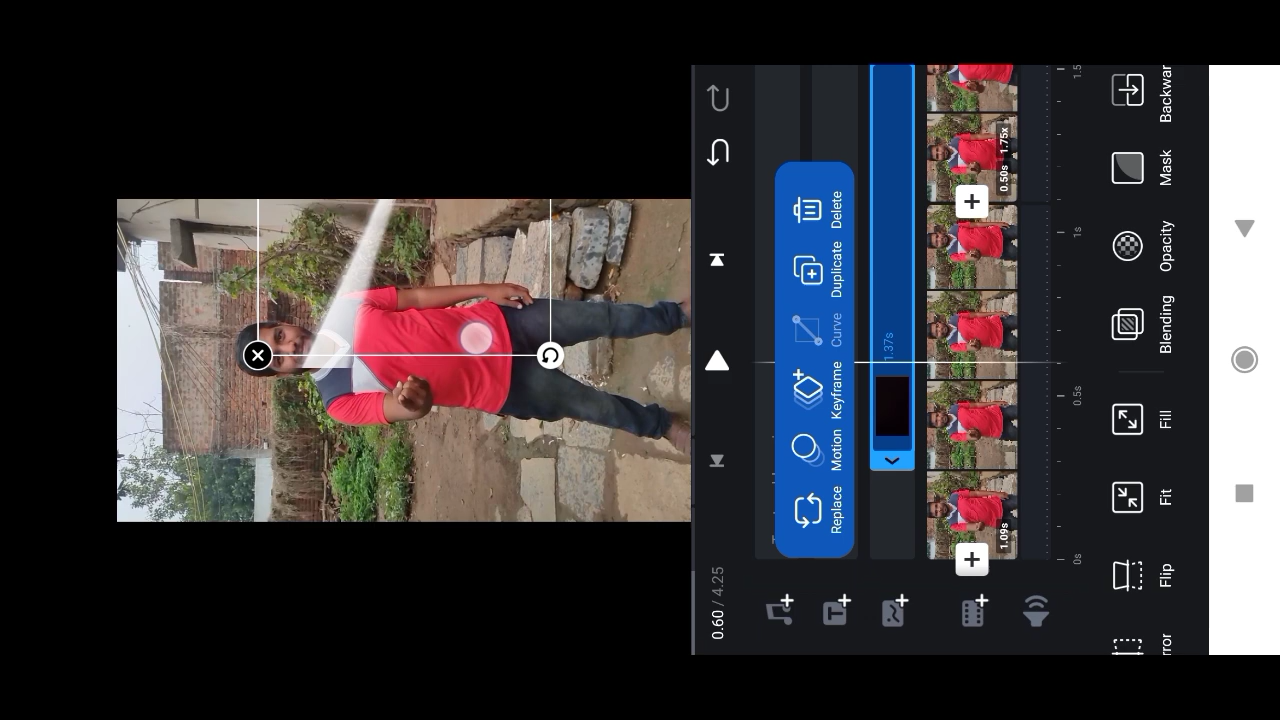 0.60 / 4.25
Replace
Motion
Keyframe
Curve
Duplicate
Delete
1.37s
1.09s
0.50s 1.75x
0s
0.5s
1s
1.5
rror
Flip
Fit
Fill
Blending
Opacity
Mask
Backwar